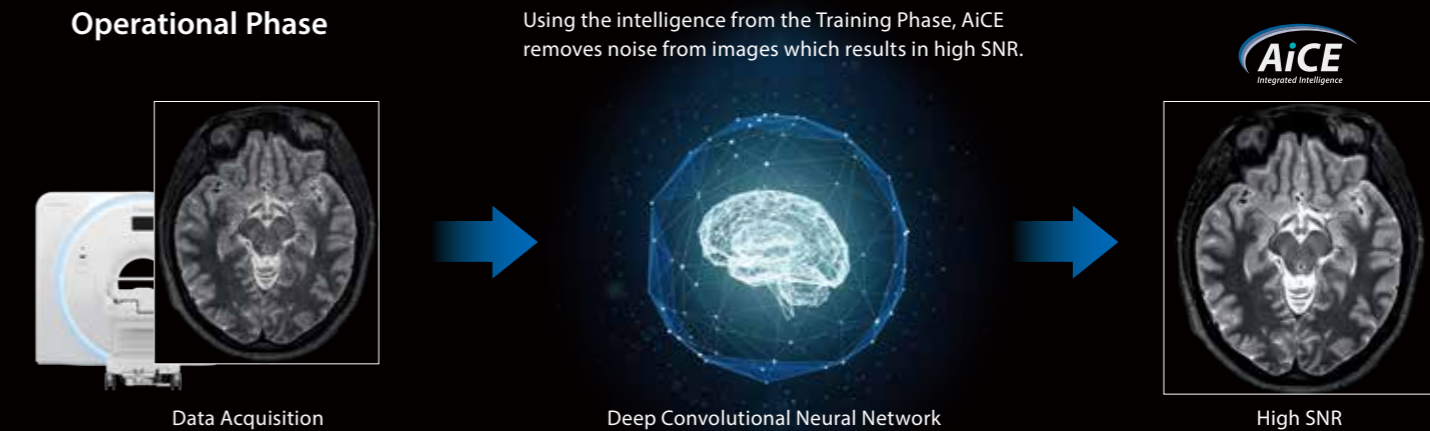 Operational Phase
Using the intelligence from the Training Phase, AiCE
removes noise from images which results in high SNR.
AiCE
Integrated Intelligence
Data Acquisition
Deep Convolutional Neural Network
High SNR